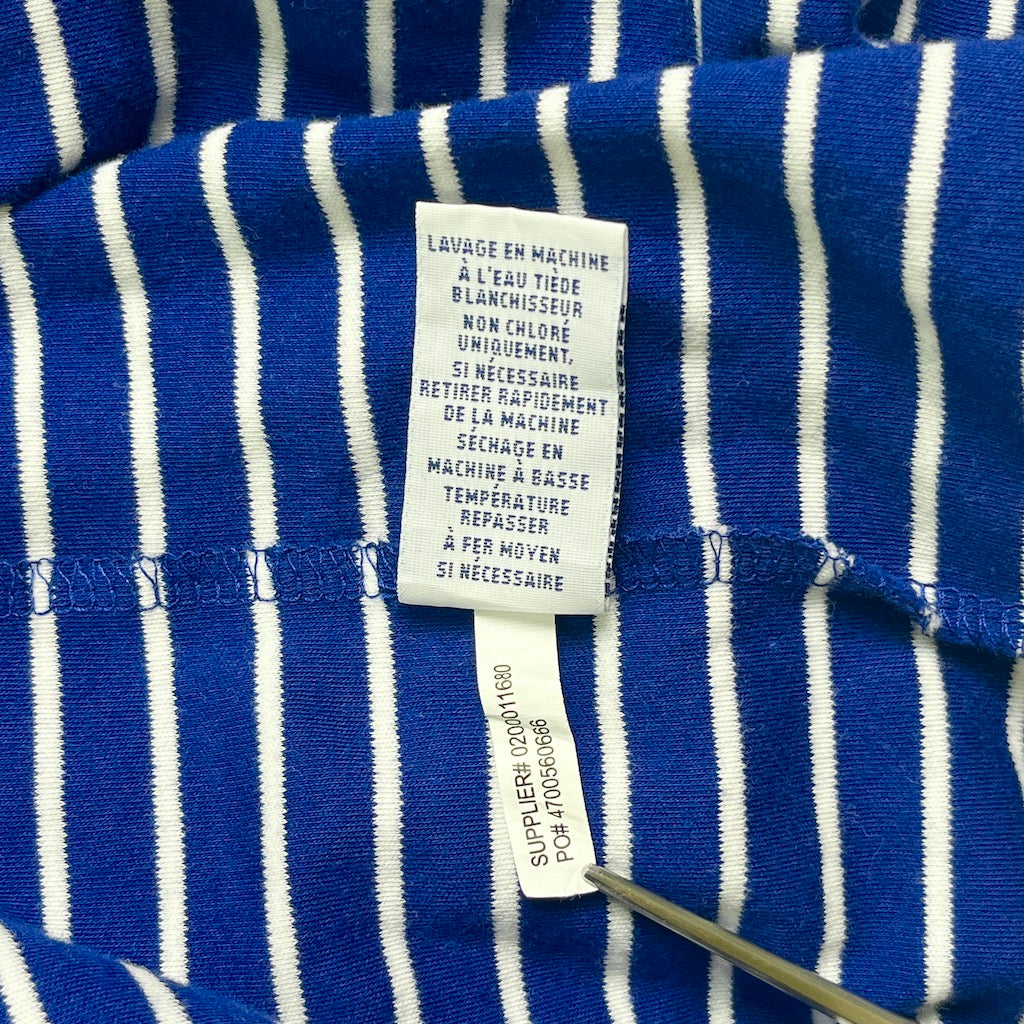 LAVAGE EN MACHINE
À L'EAU TIÈDE
BLANCHISSEUR
NON CHLORÉ
UNIQUEMENT,
SI NÉCESSAIRE
RETIRER RAPIDEMENT
DE LA MACHINE
SÉCHAGE EN
MACHINE À BASSE
TEMPÉRATURE
REPASSER
À FER MOYEN
SI NÉCESSAIRE
SUPPLIER# 0200011680
PO# 4700560666